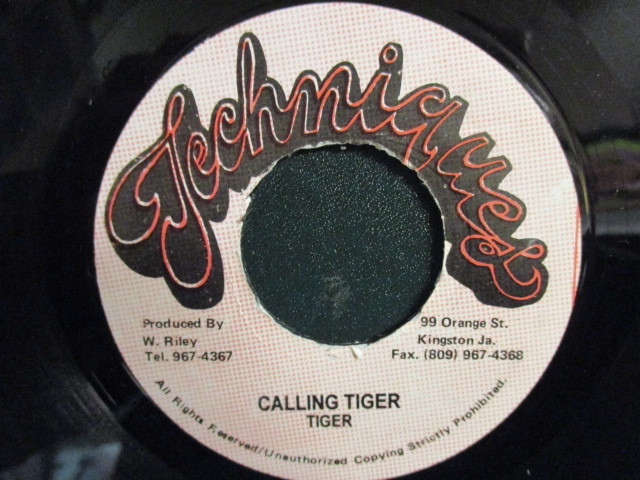 Techniques
Produced By
W. Riley
Tel. 967-4367
99 Orange St.
Kingston Ja.
Fax. (809) 967-4368
CALLING TIGER
TIGER
All Rights Reserved/Unauthorized Copying Strictly Prohibited.